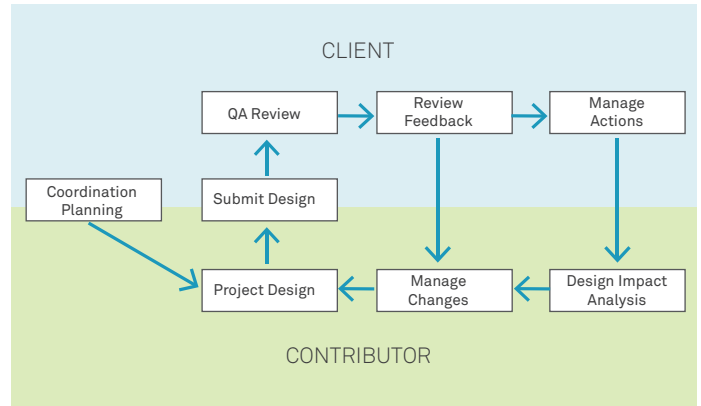 CLIENT
QA Review
Review
Feedback
Manage
Actions
Coordination
Planning
Submit Design
Project Design
Manage
Changes
Design Impact
Analysis
CONTRIBUTOR